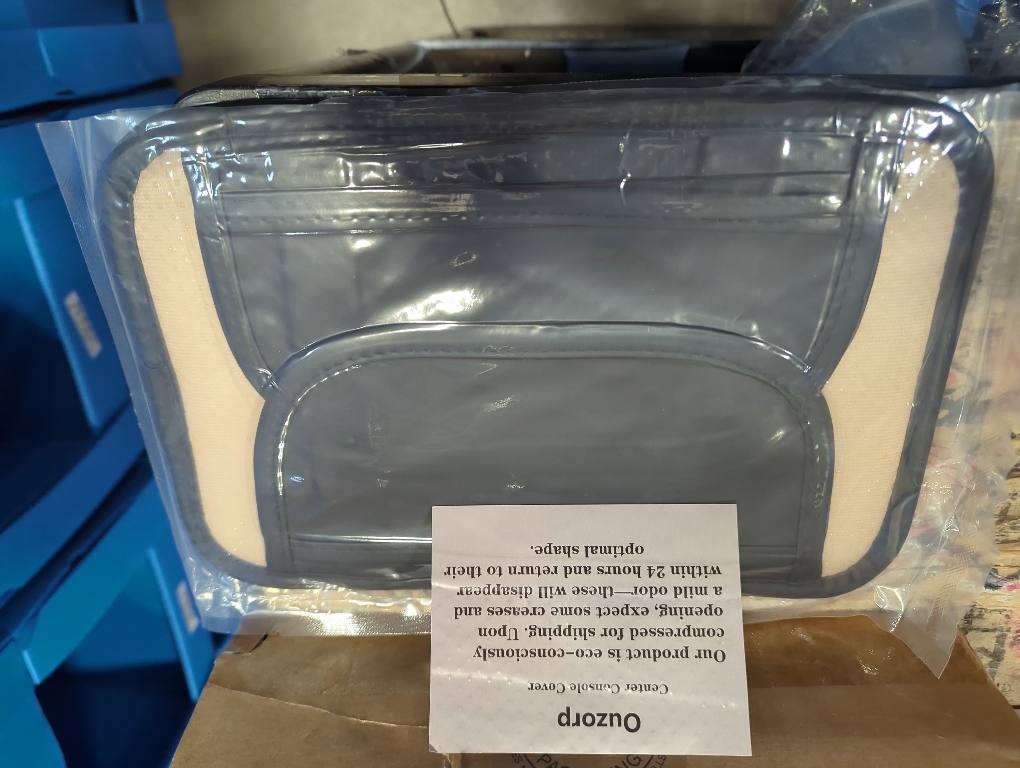 Ouzorp
Center Console Cover
Our product is eco-consciously
compressed for shipping. Upon
opening, expect some creases and
a mild odor—these will disappear
within 24 hours and return to their
optimal shape.